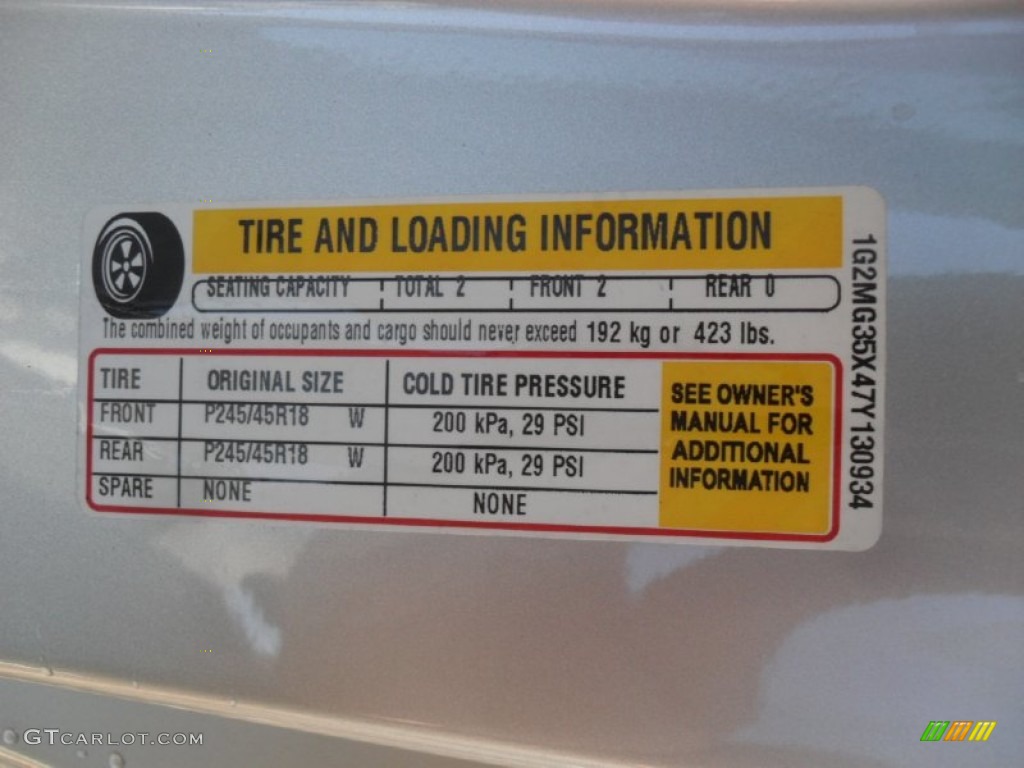 TIRE AND LOADING INFORMATION
SEATING CAPACITY TOTAL 2 FRONT 2 REAR 0
The combined weight of occupants and cargo should never exceed 192 kg or 423 lbs.
TIRE ORIGINAL SIZE COLD TIRE PRESSURE
FRONT P245/45R18 W 200 kPa, 29 PSI
REAR P245/45R18 W 200 kPa, 29 PSI
SPARE NONE NONE
SEE OWNER'S
MANUAL FOR
ADDITIONAL
INFORMATION
1G2MG35X47Y130934
GTCARLOT.COM